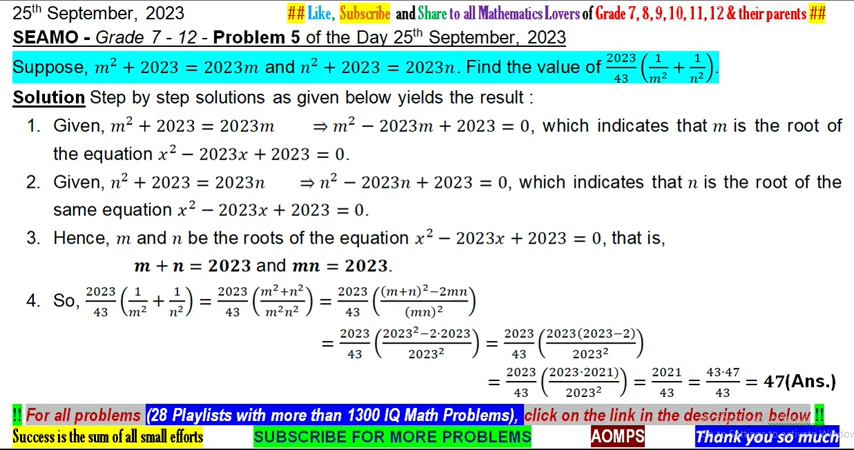 25th September, 2023 ## Like, Subscribe and Share to all Mathematics Lovers of Grade 7, 8, 9, 10, 11, 12 & their parents ##
SEAMO - Grade 7 - 12 - Problem 5 of the Day 25th September, 2023
Suppose, m² + 2023 = 2023m and n² + 2023 = 2023n. Find the value of 2023/43 (1/m² + 1/n²).
Solution Step by step solutions as given below yields the result :
1. Given, m² + 2023 = 2023m ⇒ m² − 2023m + 2023 = 0, which indicates that m is the root of
the equation x² − 2023x + 2023 = 0.
2. Given, n² + 2023 = 2023n ⇒ n² − 2023n + 2023 = 0, which indicates that n is the root of the
same equation x² − 2023x + 2023 = 0.
3. Hence, m and n be the roots of the equation x² − 2023x + 2023 = 0, that is,
m + n = 2023 and mn = 2023.
4. So, 2023/43 (1/m² + 1/n²) = 2023/43 ((m²+n²)/(m²n²)) = 2023/43 (((m+n)²−2mn)/(mn)²)
= 2023/43 ((2023²−2·2023)/2023²) = 2023/43 ((2023(2023−2))/2023²)
= 2023/43 ((2023·2021)/2023²) = 2021/43 = 43·47/43 = 47(Ans.)
!! For all problems (28 Playlists with more than 1300 IQ Math Problems), click on the link in the description below !!
Success is the sum of all small efforts SUBSCRIBE FOR MORE PROBLEMS AOMPS Thank you so much